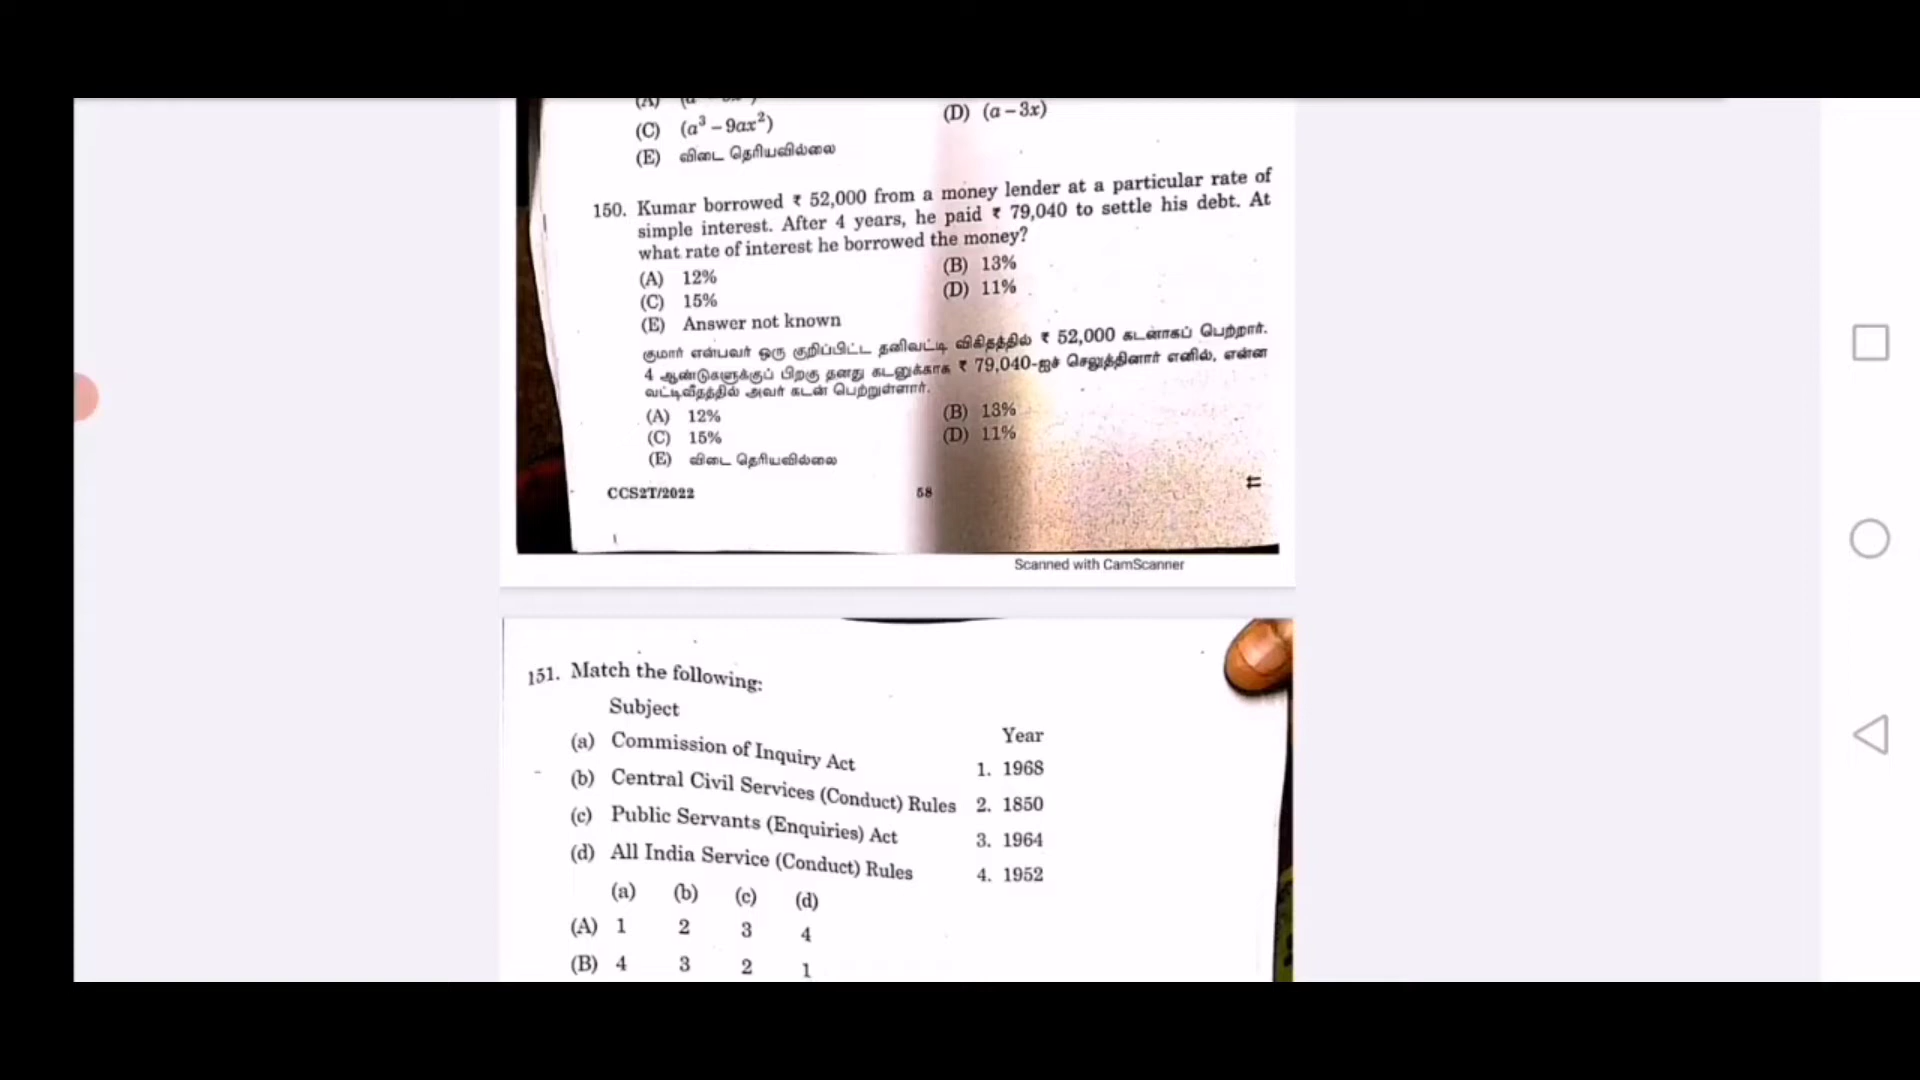 (C) (a³ – 9ax²)
(D) (a – 3x)
(E) விடை தெரியவில்லை
150. Kumar borrowed ₹ 52,000 from a money lender at a particular rate of
simple interest. After 4 years, he paid ₹ 79,040 to settle his debt. At
what rate of interest he borrowed the money?
(A) 12%
(B) 13%
(C) 15%
(D) 11%
(E) Answer not known
குமார் என்பவர் ஒரு குறிப்பிட்ட தனிவட்டி விகிதத்தில் ₹ 52,000 கடனாகப் பெற்றார்.
4 ஆண்டுகளுக்குப் பிறகு தனது கடனுக்காக ₹ 79,040-ஐச் செலுத்தினார் எனில், என்ன
வட்டிவீதத்தில் அவர் கடன் பெற்றுள்ளார்.
(A) 12%
(B) 13%
(C) 15%
(D) 11%
(E) விடை தெரியவில்லை
CCS2T/2022
58
Scanned with CamScanner
151. Match the following:
Subject
Year
(a) Commission of Inquiry Act
1. 1968
(b) Central Civil Services (Conduct) Rules
2. 1850
(c) Public Servants (Enquiries) Act
3. 1964
(d) All India Service (Conduct) Rules
4. 1952
(a) (b) (c) (d)
(A) 1 2 3 4
(B) 4 3 2 1